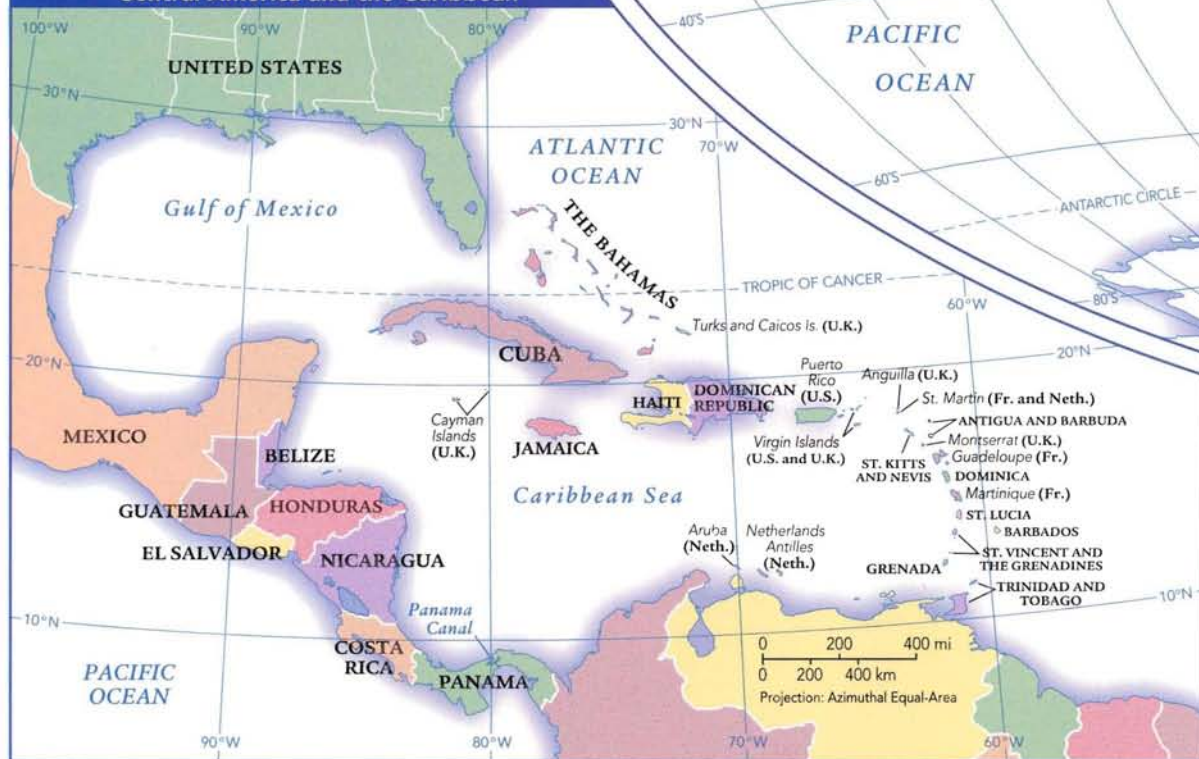 Central America and the Caribbean
100°W
90°W
80°W
40°S
PACIFIC
OCEAN
UNITED STATES
30°N
30°N
70°W
ATLANTIC
OCEAN
60°S
ANTARCTIC CIRCLE
Gulf of Mexico
THE BAHAMAS
TROPIC OF CANCER
60°W
80°S
Turks and Caicos Is. (U.K.)
20°N
20°N
CUBA
Puerto
Rico
(U.S.)
Anguilla (U.K.)
St. Martin (Fr. and Neth.)
HAITI
DOMINICAN
REPUBLIC
ANTIGUA AND BARBUDA
Cayman
Islands
(U.K.)
JAMAICA
Virgin Islands
(U.S. and U.K.)
Montserrat (U.K.)
ST. KITTS
AND NEVIS
Guadeloupe (Fr.)
DOMINICA
MEXICO
BELIZE
Caribbean Sea
Martinique (Fr.)
GUATEMALA
HONDURAS
ST. LUCIA
BARBADOS
EL SALVADOR
NICARAGUA
Aruba
(Neth.)
Netherlands
Antilles
(Neth.)
GRENADA
ST. VINCENT AND
THE GRENADINES
TRINIDAD AND
TOBAGO
10°N
10°N
Panama
Canal
COSTA
RICA
PANAMA
PACIFIC
OCEAN
0 200 400 mi
0 200 400 km
Projection: Azimuthal Equal-Area
90°W
80°W
70°W
60°W